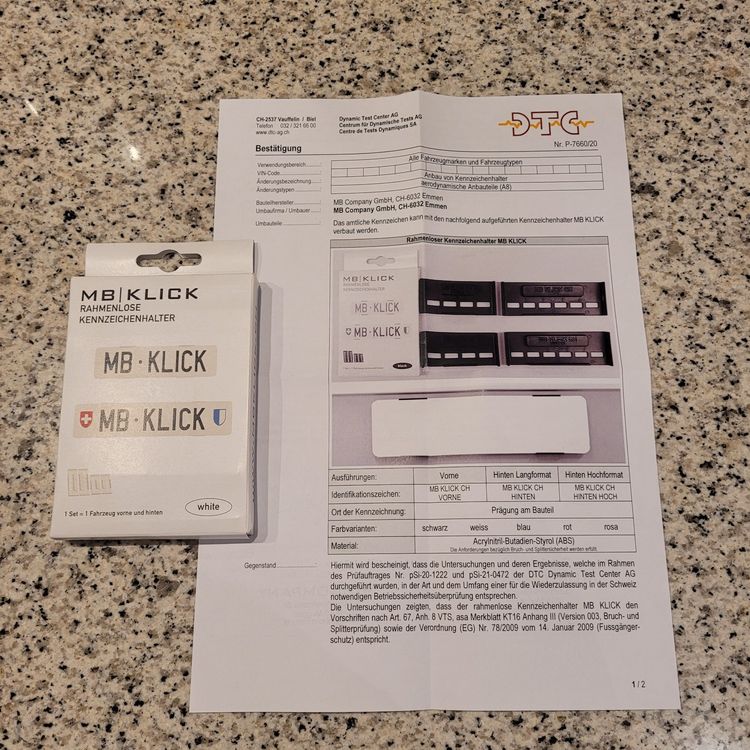 MB|KLICK
RAHMENLOSE
KENNZEICHENHALTER
MB·KLICK
MB·KLICK
1 Set = 1 Fahrzeug vorne und hinten
white
CH-2537 Vauffelin / Biel
Telefon : 032 / 321 66 00
www.dtc-ag.ch
Dynamic Test Center AG
Centrum für Dynamische Tests AG
Centre de Tests Dynamiques SA
DTC
Bestätigung
Nr. P-7660/20
Verwendungsbereich
Alle Fahrzeugmarken und Fahrzeugtypen
VIN-Code
Änderungsbezeichnung
Anbau von Kennzeichenhalter
Änderungstypen
aerodynamische Anbauteile (A8)
Bauteilhersteller
MB Company GmbH, CH-6032 Emmen
Umbaufirma / Umbauer
MB Company GmbH, CH-6032 Emmen
Umbauteile
Das amtliche Kennzeichen kann mit den nachfolgend aufgeführten Kennzeichenhalter MB KLICK
verbaut werden.
Rahmenloser Kennzeichenhalter MB KLICK
MB|KLICK
RAHMENLOSE
KENNZEICHENHALTER
MB·KLICK
MB·KLICK
black
Ausführungen: Vorne Hinten Langformat Hinten Hochformat
Identifikationszeichen: MB KLICK CH VORNE MB KLICK CH HINTEN MB KLICK CH HINTEN HOCH
Ort der Kennzeichnung: Prägung am Bauteil
Farbvarianten: schwarz weiss blau rot rosa
Material: Acrylnitril-Butadien-Styrol (ABS)
Die Anforderungen bezüglich Bruch- und Splittersicherheit werden erfüllt
Gegenstand
Hiermit wird bescheinigt, dass die Untersuchungen und deren Ergebnisse, welche im Rahmen
des Prüfauftrages Nr. pSi-20-1222 und pSi-21-0472 der DTC Dynamic Test Center AG
durchgeführt wurden, in der Art und dem Umfang einer für die Wiederzulassung in der Schweiz
notwendigen Betriebssicherheitsüberprüfung entsprechen.
Die Untersuchungen zeigten, dass der rahmenlose Kennzeichenhalter MB KLICK den
Vorschriften nach Art. 67, Anh. 8 VTS, asa Merkblatt KT16 Anhang III (Version 003, Bruch- und
Splitterprüfung) sowie der Verordnung (EG) Nr. 78/2009 vom 14. Januar 2009 (Fussgänger-
schutz) entspricht.
1 / 2